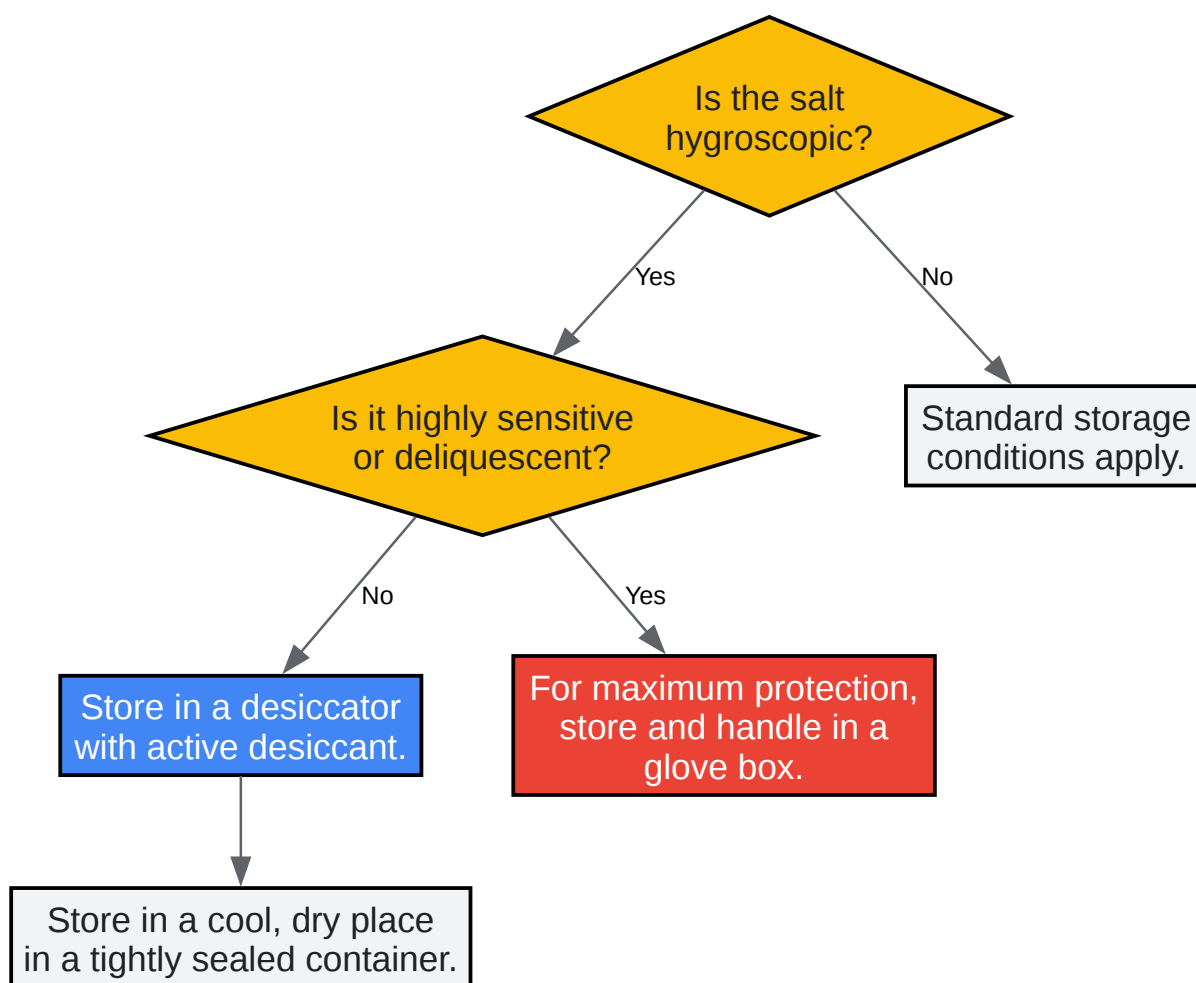 Is the salt
hygroscopic?
Yes
No
Is it highly sensitive
or deliquescent?
Standard storage
conditions apply.
No
Yes
Store in a desiccator
with active desiccant.
For maximum protection,
store and handle in a
glove box.
Store in a cool, dry place
in a tightly sealed container.